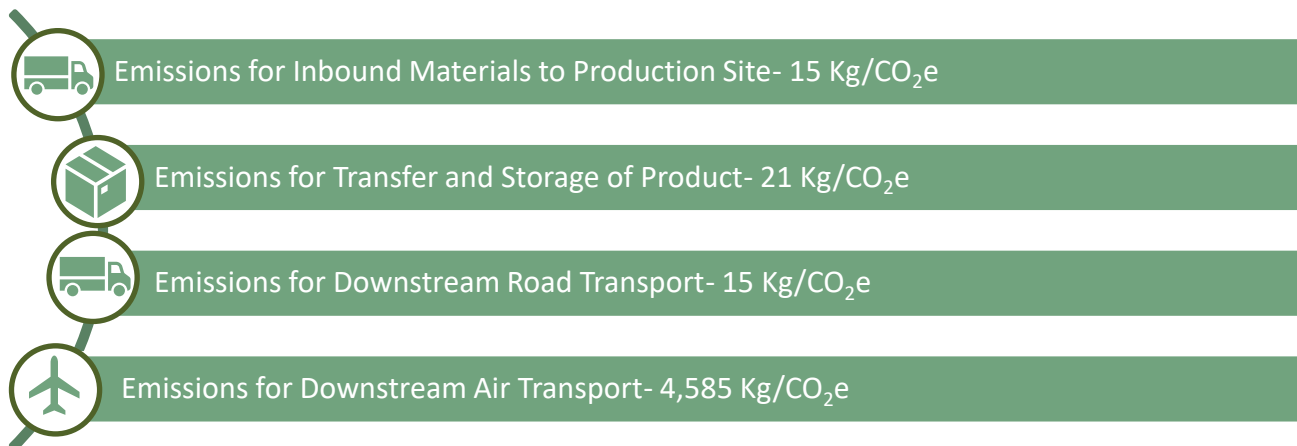 Emissions for Inbound Materials to Production Site- 15 Kg/CO₂e
Emissions for Transfer and Storage of Product- 21 Kg/CO₂e
Emissions for Downstream Road Transport- 15 Kg/CO₂e
Emissions for Downstream Air Transport- 4,585 Kg/CO₂e